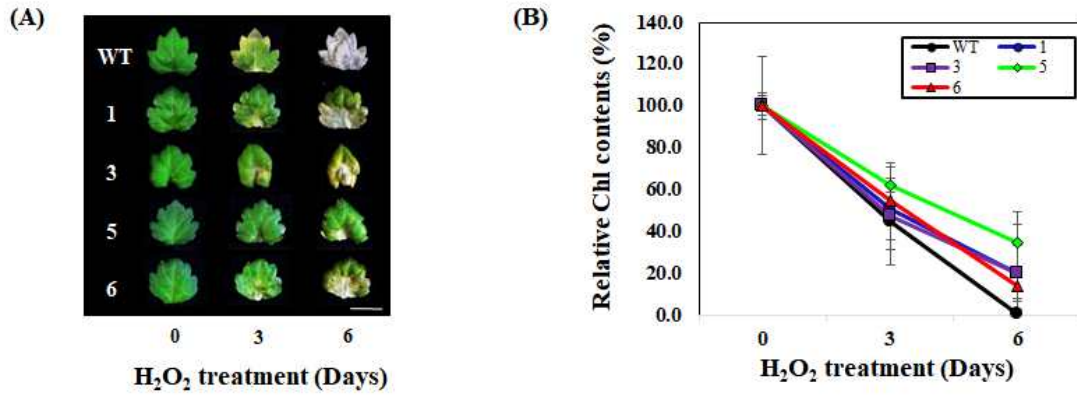 (A)
WT
1
3
5
6
0 3 6
H₂O₂ treatment (Days)
(B)
Relative Chl contents (%)
140.0
120.0
100.0
80.0
60.0
40.0
20.0
0.0
WT 1
3 5
6
0 3 6
H₂O₂ treatment (Days)